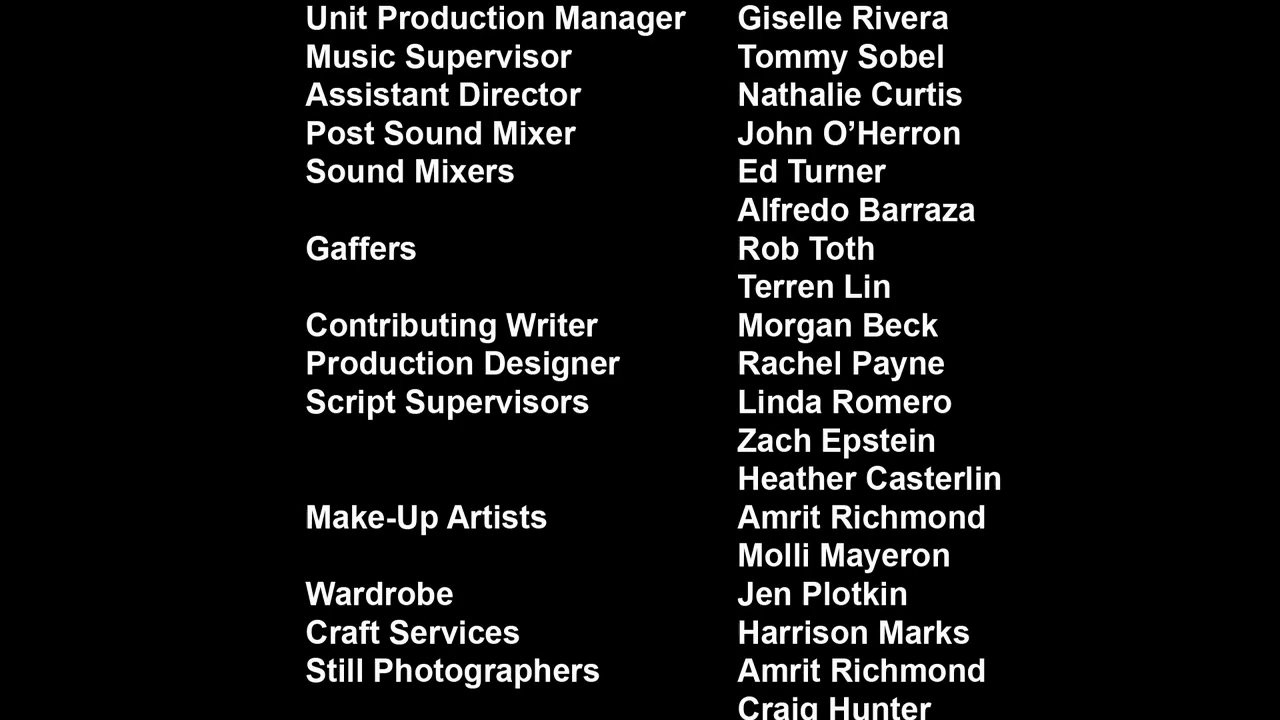 Unit Production Manager Giselle Rivera
Music Supervisor Tommy Sobel
Assistant Director Nathalie Curtis
Post Sound Mixer John O’Herron
Sound Mixers Ed Turner
Alfredo Barraza
Gaffers Rob Toth
Terren Lin
Contributing Writer Morgan Beck
Production Designer Rachel Payne
Script Supervisors Linda Romero
Zach Epstein
Heather Casterlin
Make-Up Artists Amrit Richmond
Molli Mayeron
Wardrobe Jen Plotkin
Craft Services Harrison Marks
Still Photographers Amrit Richmond
Craig Hunter